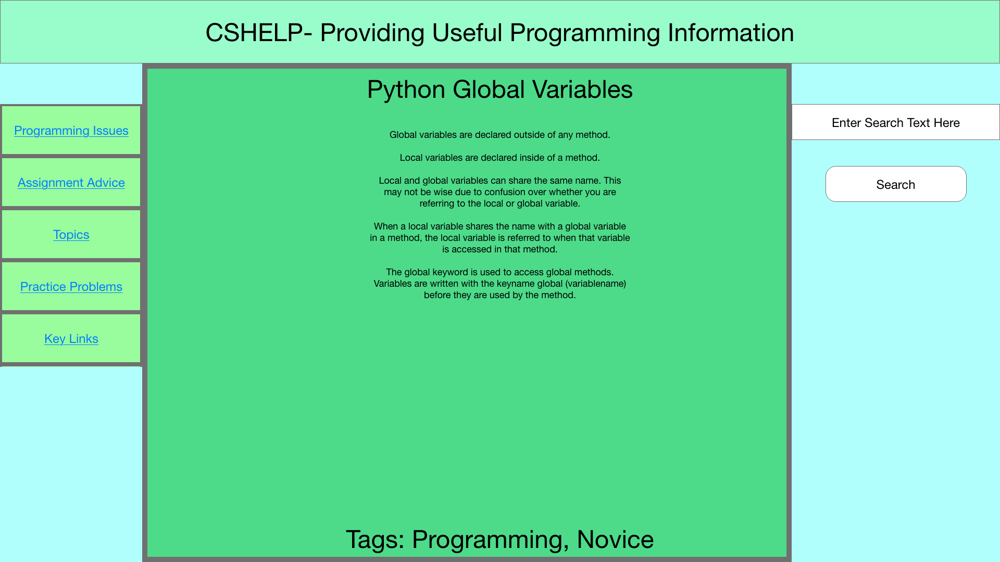 CSHELP- Providing Useful Programming Information
Programming Issues
Assignment Advice
Topics
Practice Problems
Key Links
Python Global Variables
Global variables are declared outside of any method.
Local variables are declared inside of a method.
Local and global variables can share the same name. This
may not be wise due to confusion over whether you are
referring to the local or global variable.
When a local variable shares the name with a global variable
in a method, the local variable is referred to when that variable
is accessed in that method.
The global keyword is used to access global methods.
Variables are written with the keyname global (variablename)
before they are used by the method.
Tags: Programming, Novice
Enter Search Text Here
Search